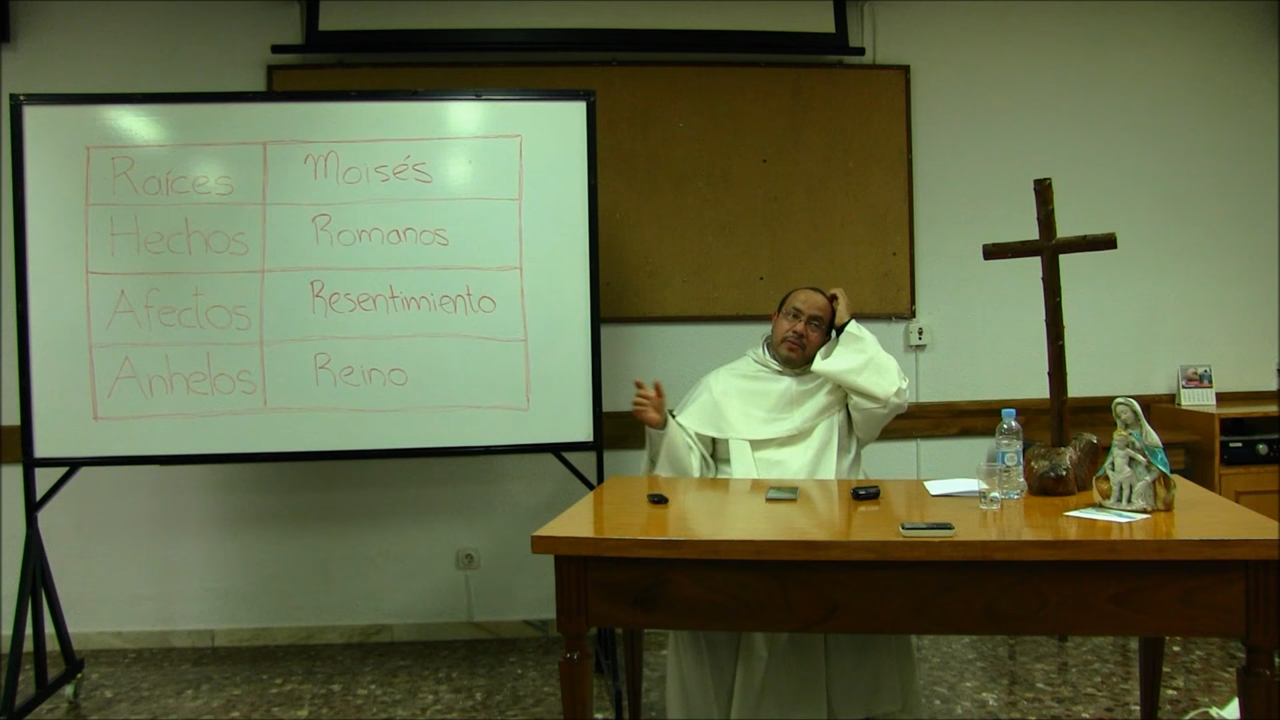 Raíces Moisés
Hechos Romanos
Afectos Resentimiento
Anhelos Reino